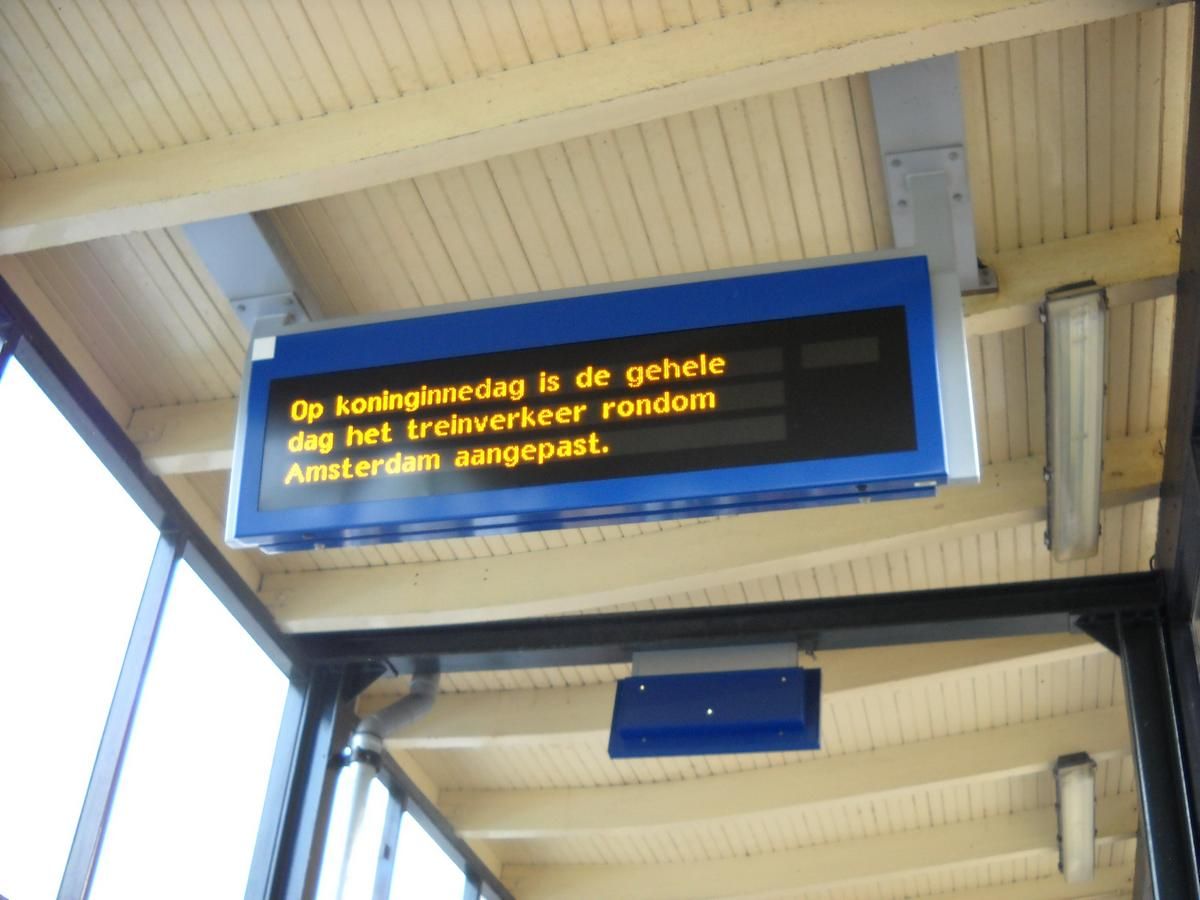 Op koninginnedag is de gehele
dag het treinverkeer rondom
Amsterdam aangepast.